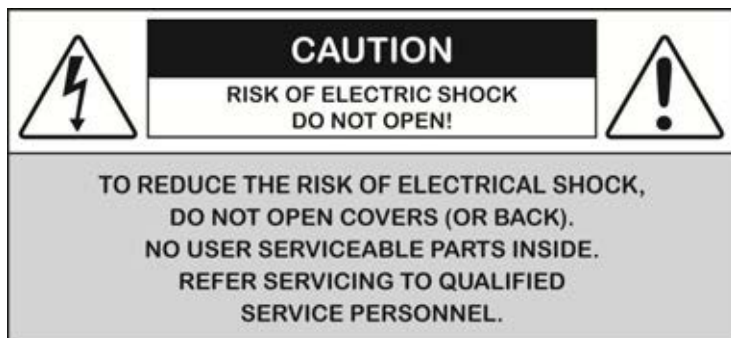 CAUTION
RISK OF ELECTRIC SHOCK
DO NOT OPEN!
TO REDUCE THE RISK OF ELECTRICAL SHOCK,
DO NOT OPEN COVERS (OR BACK).
NO USER SERVICEABLE PARTS INSIDE.
REFER SERVICING TO QUALIFIED
SERVICE PERSONNEL.